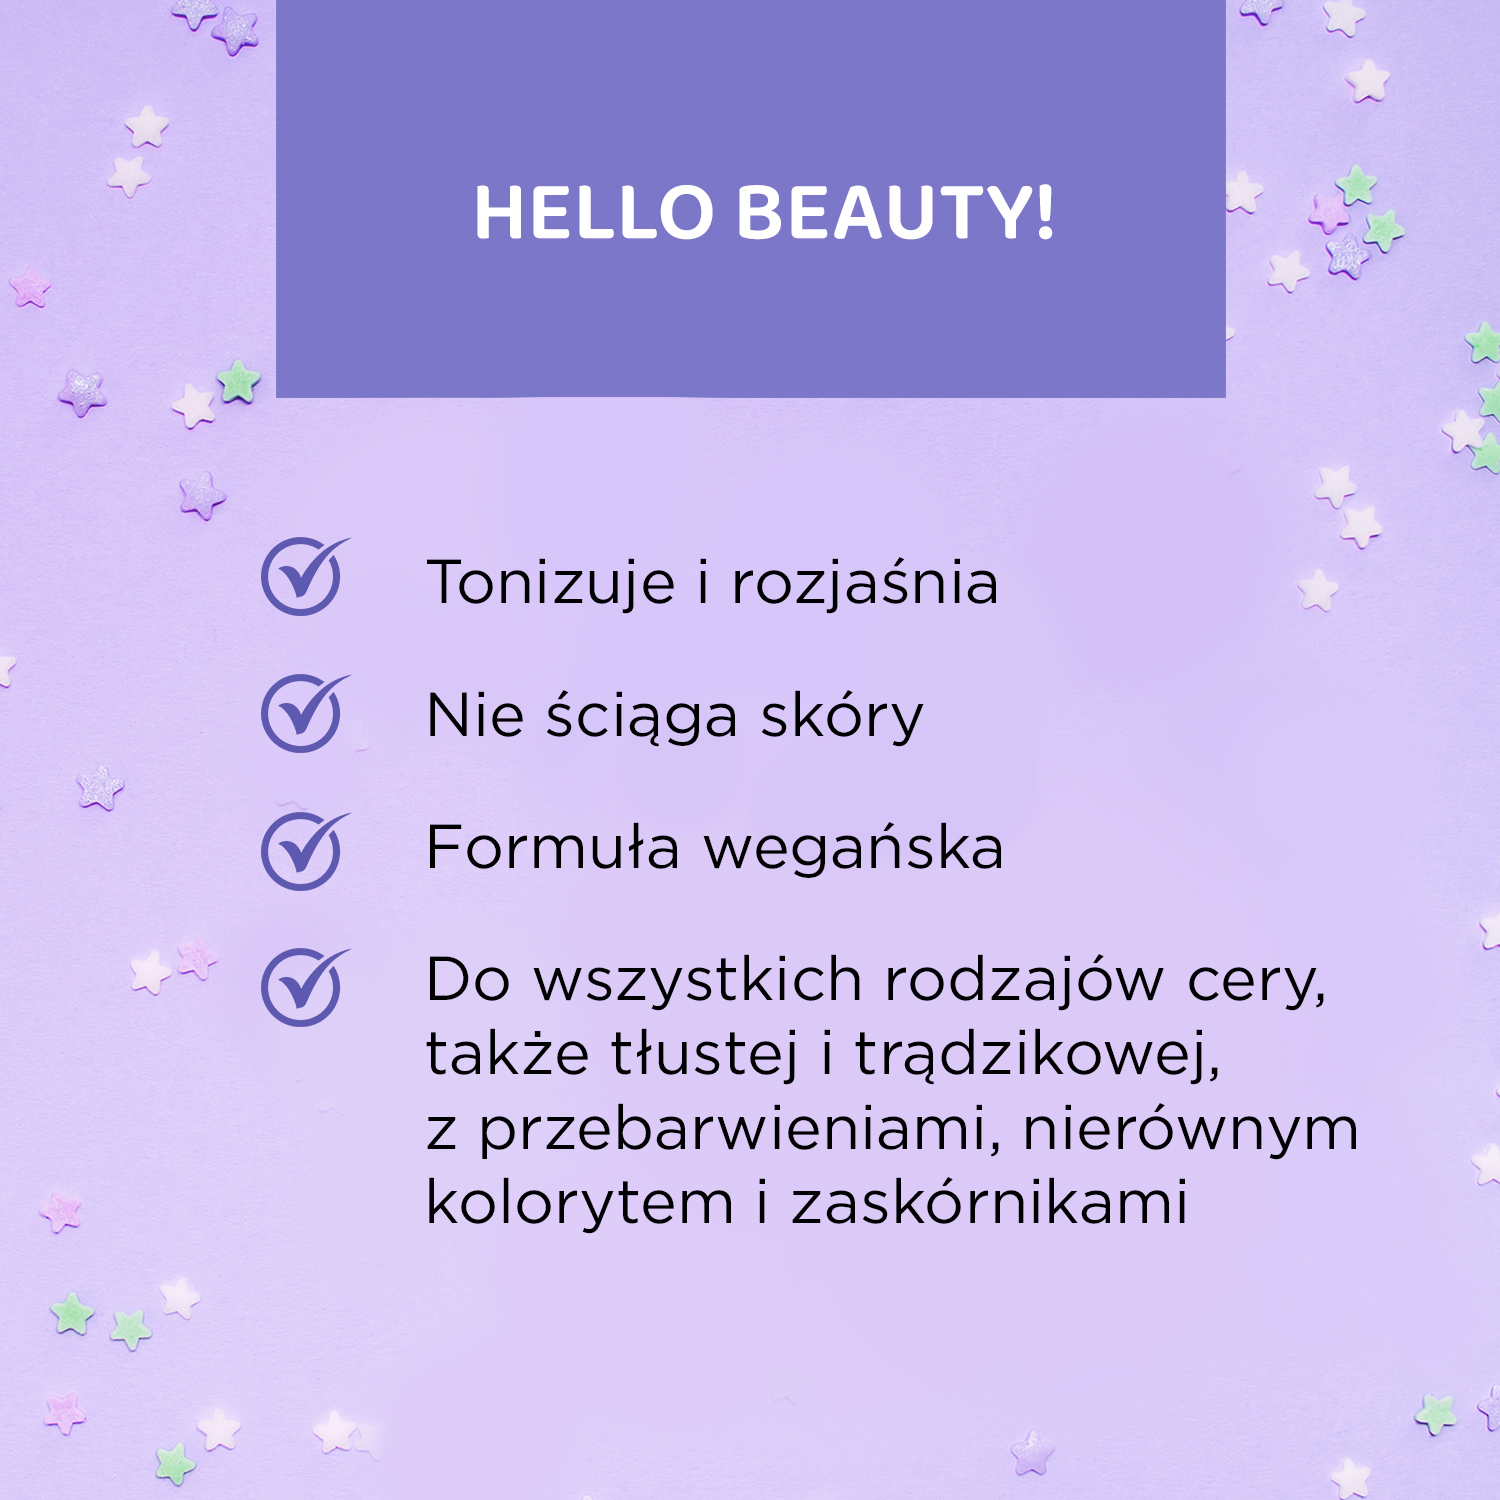 HELLO BEAUTY!
Tonizuje i rozjaśnia
Nie ściąga skóry
Formuła wegańska
Do wszystkich rodzajów cery,
także tłustej i trądzikowej,
z przebarwieniami, nierównym
kolorytem i zaskórnikami